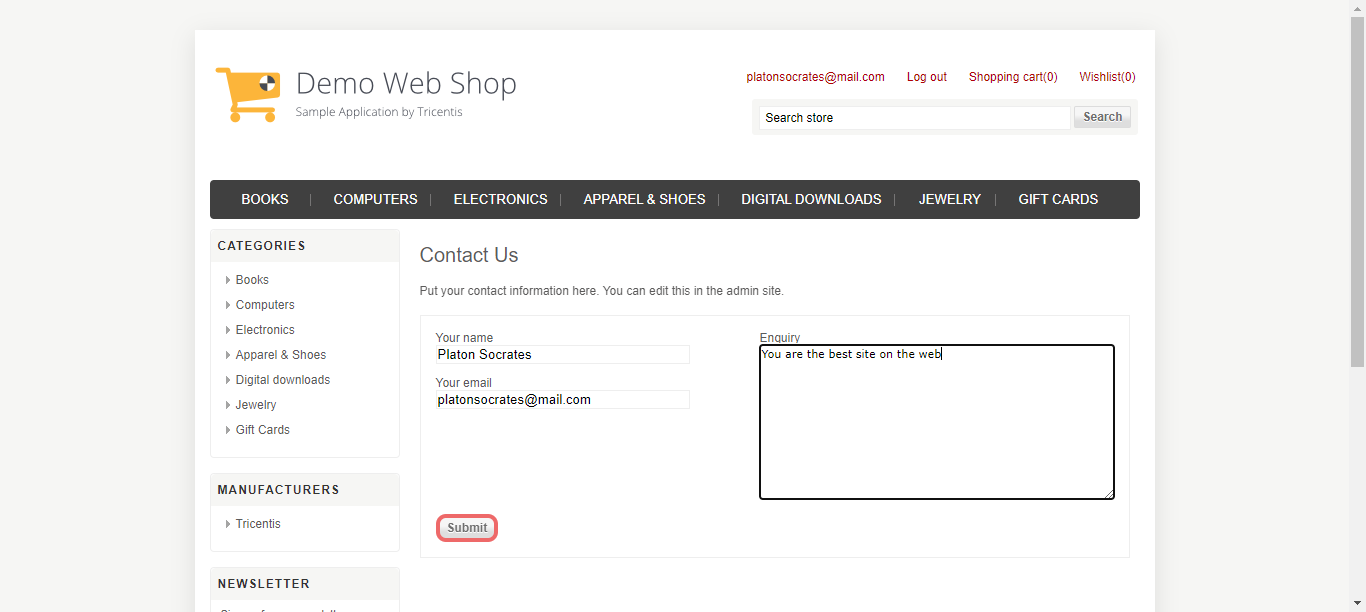 Demo Web Shop
Sample Application by Tricentis
platonsocrates@mail.com Log out Shopping cart(0) Wishlist(0)
Search store Search
BOOKS COMPUTERS ELECTRONICS APPAREL & SHOES DIGITAL DOWNLOADS JEWELRY GIFT CARDS
CATEGORIES
Books
Computers
Electronics
Apparel & Shoes
Digital downloads
Jewelry
Gift Cards
MANUFACTURERS
Tricentis
NEWSLETTER
Contact Us
Put your contact information here. You can edit this in the admin site.
Your name
Platon Socrates
Your email
platonsocrates@mail.com
Enquiry
You are the best site on the web
Submit